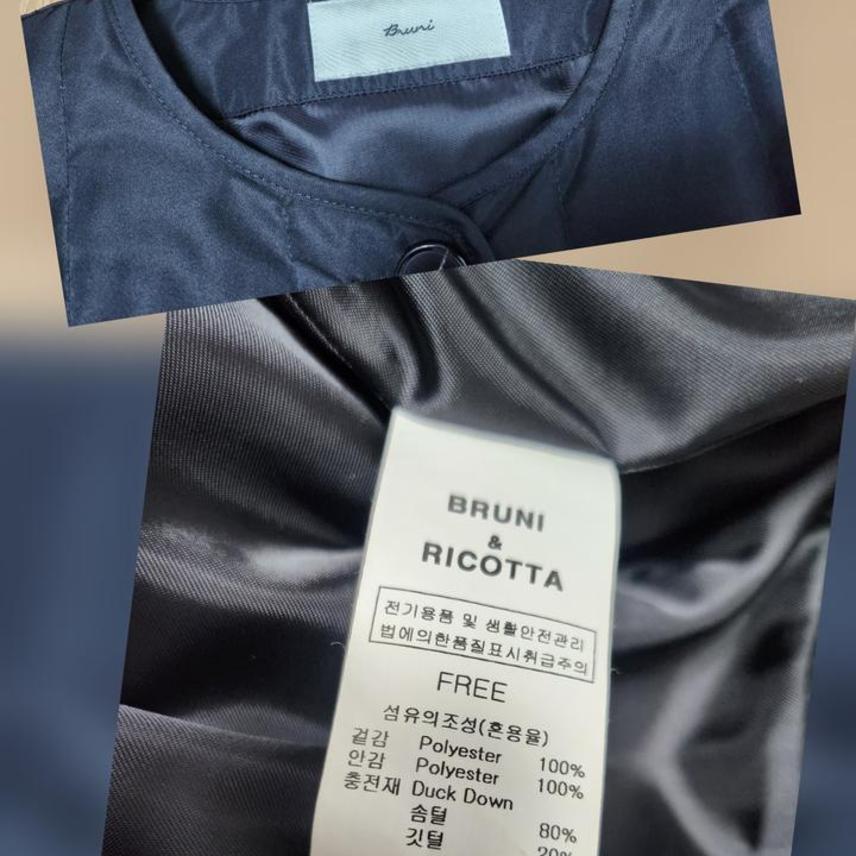 Bruni
BRUNI
&
RICOTTA
전기용품 및 생활안전관리
법에의한품질표시취급주의
FREE
섬유의조성(혼용율)
겉감 Polyester 100%
안감 Polyester 100%
충전재 Duck Down
솜털 80%
깃털 20%